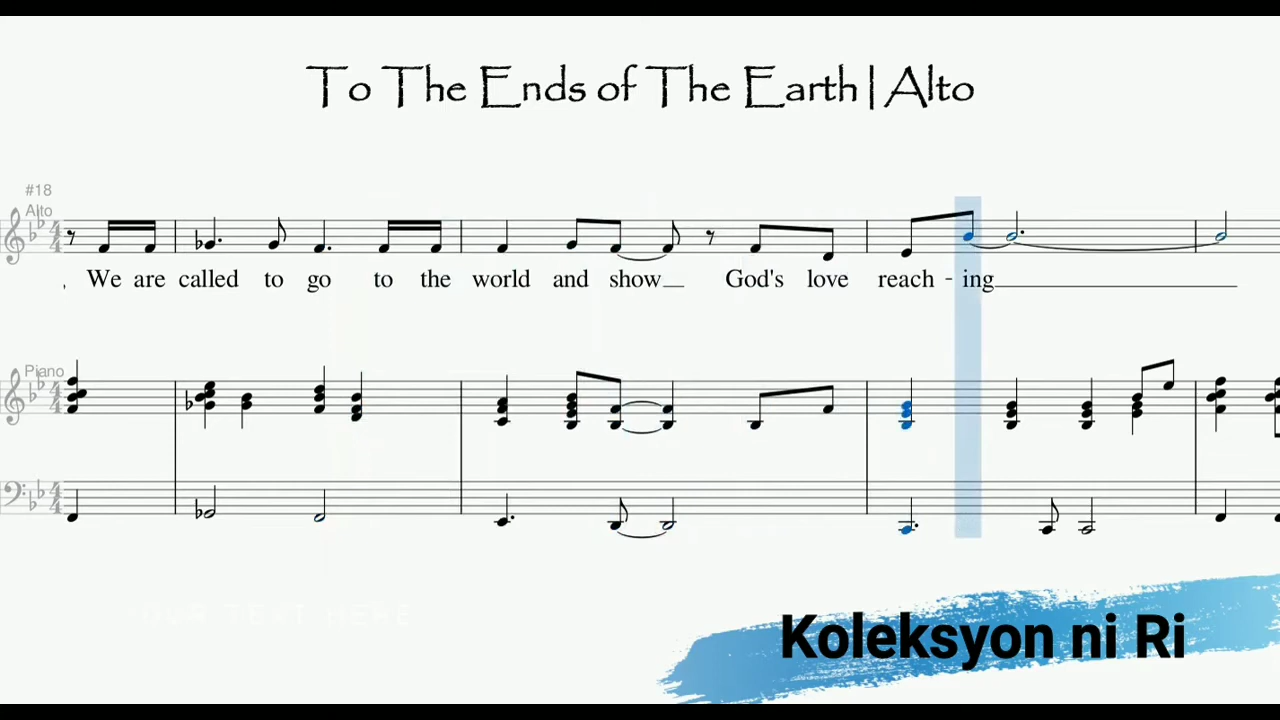 To The Ends of The Earth | Alto
#18
Alto
, We are called to go to the world and show__ God's love reach - ing
Piano
Koleksyon ni Ri